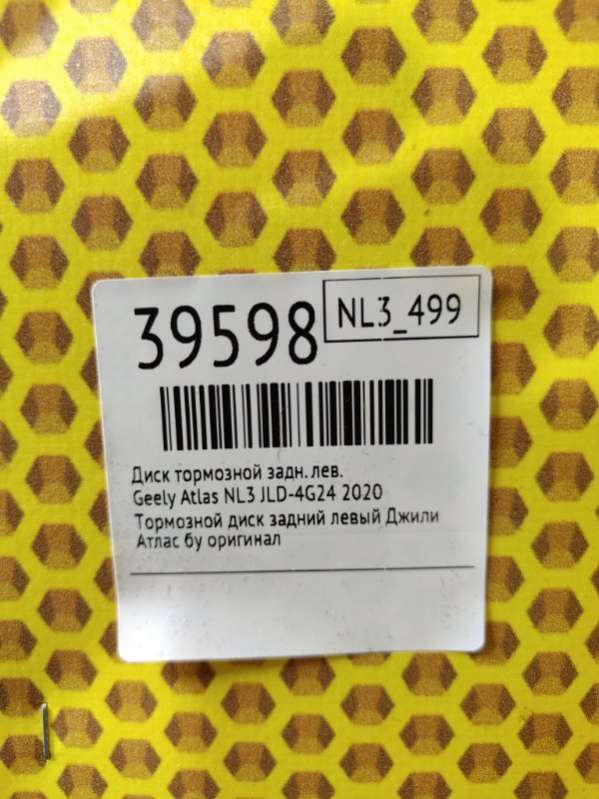 39598
NL3_499
Диск тормозной задн. лев.
Geely Atlas NL3 JLD-4G24 2020
Тормозной диск задний левый Джили
Атлас бу оригинал